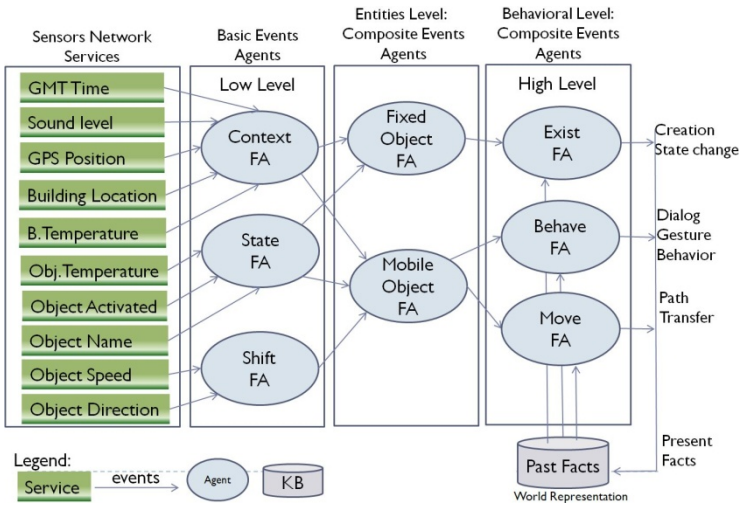 Sensors Network
Services
Basic Events
Agents
Entities Level:
Composite Events
Agents
Behavioral Level:
Composite Events
Agents
GMT Time
Sound level
GPS Position
Building Location
B.Temperature
Obj.Temperature
Object Activated
Object Name
Object Speed
Object Direction
Low Level
Context
FA
State
FA
Shift
FA
Fixed
Object
FA
Mobile
Object
FA
High Level
Exist
FA
Behave
FA
Move
FA
Creation
State change
Dialog
Gesture
Behavior
Path
Transfer
Present
Facts
Past Facts
World Representation
Legend:
Service
events
Agent
KB